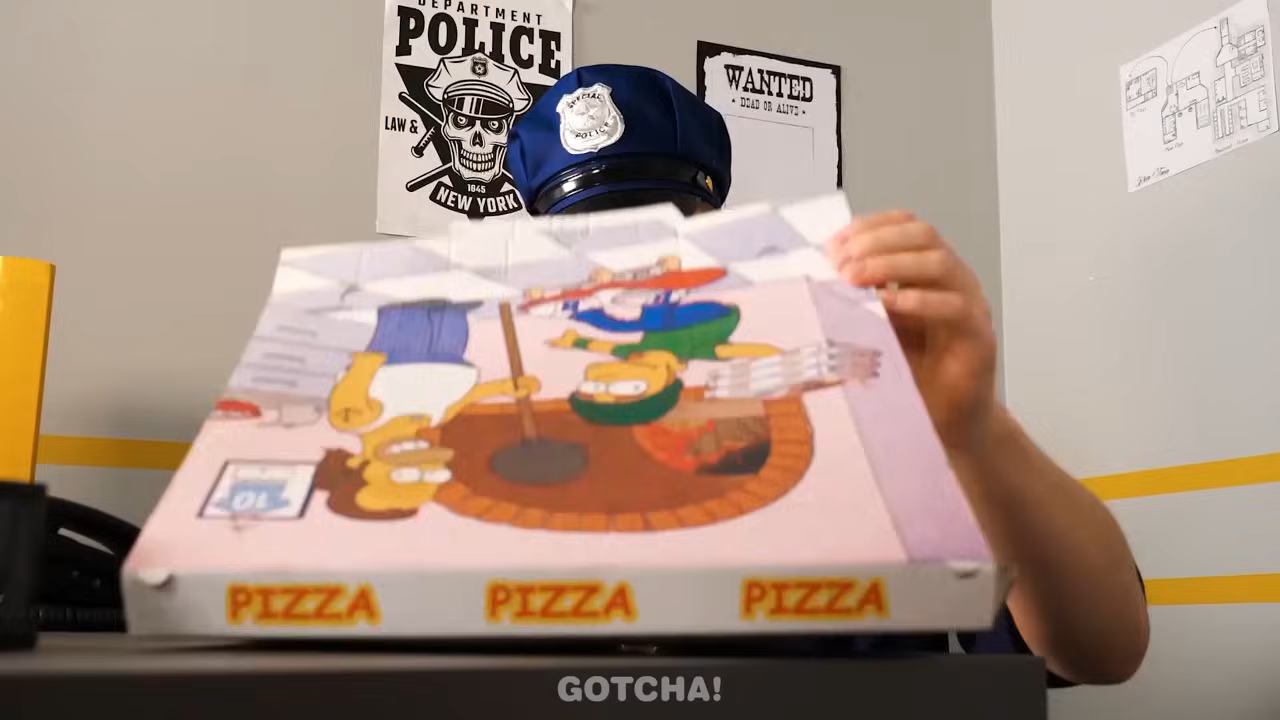 DEPARTMENT
POLICE
LAW &
1845
NEW YORK
SPECIAL
POLICE
WANTED
DEAD OR ALIVE
10
PIZZA PIZZA PIZZA
GOTCHA!